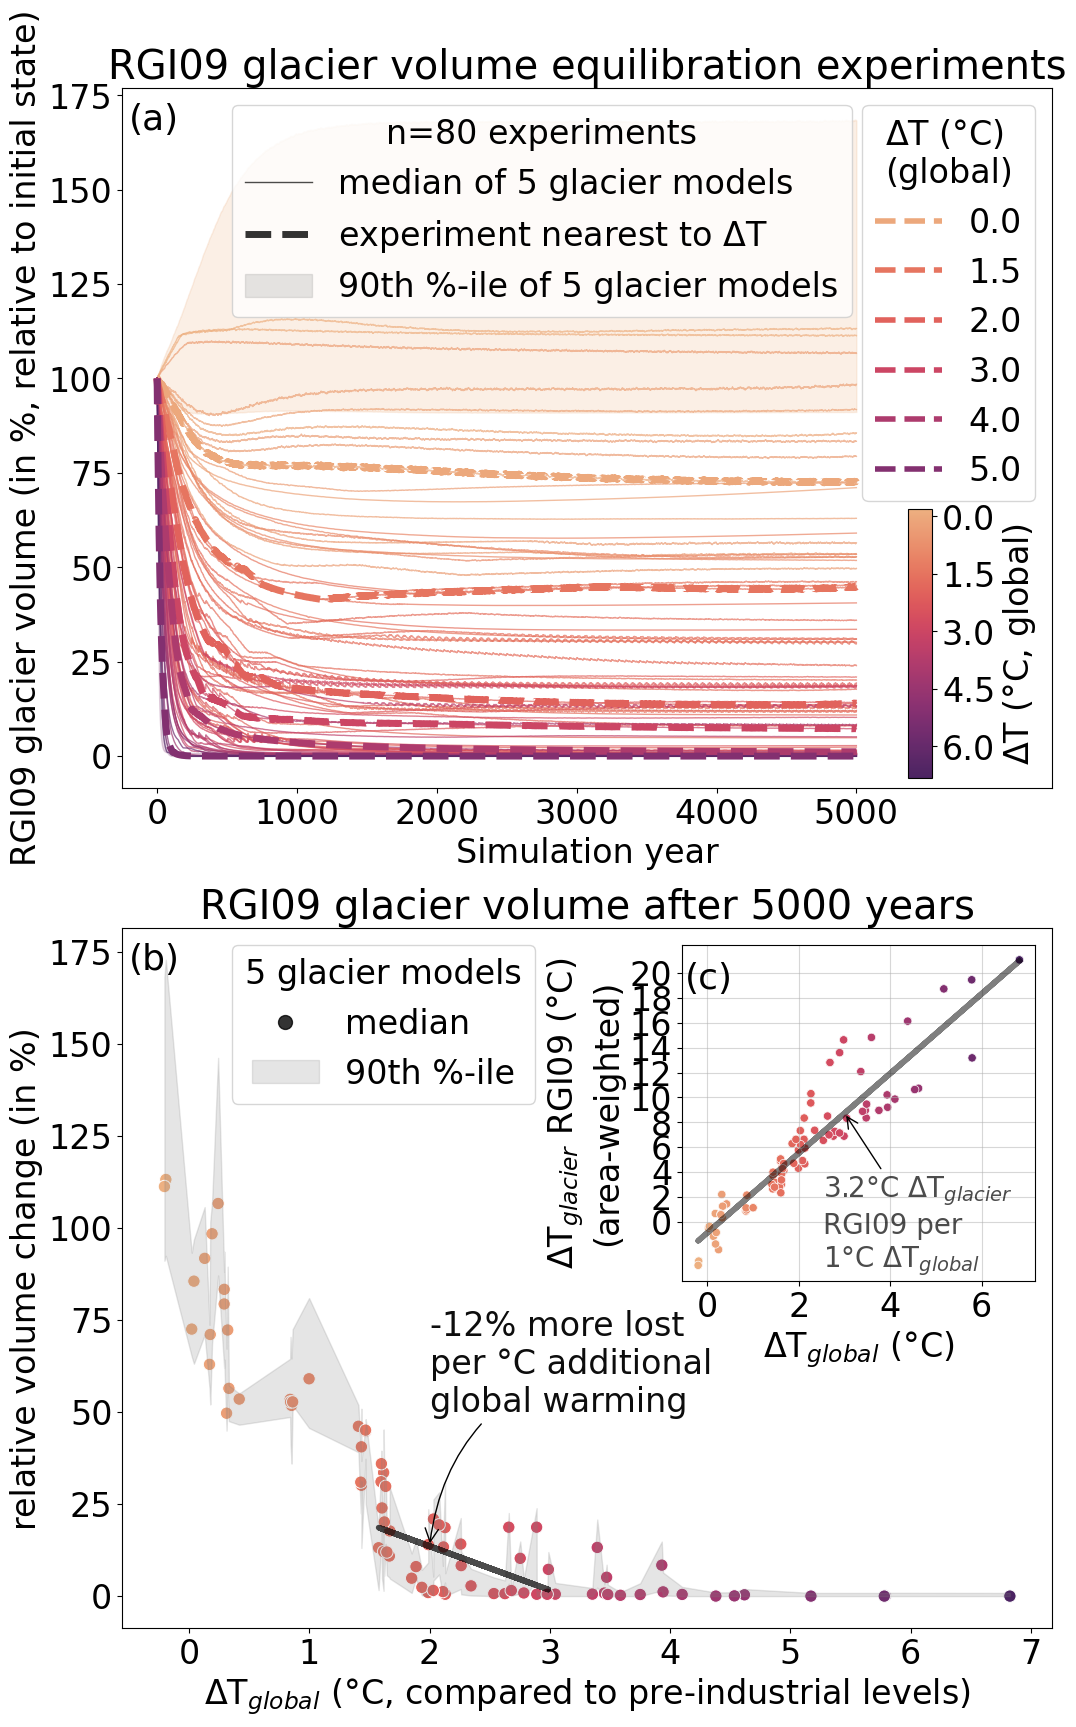 RGI09 glacier volume equilibration experiments
(a)
RGI09 glacier volume (in %, relative to initial state)
175
150
125
100
75
50
25
0
n=80 experiments
median of 5 glacier models
experiment nearest to ΔT
90th %-ile of 5 glacier models
ΔT (°C)
(global)
0.0
1.5
2.0
3.0
4.0
5.0
0.0
1.5
3.0
4.5
6.0
ΔT (°C, global)
0 1000 2000 3000 4000 5000
Simulation year
RGI09 glacier volume after 5000 years
(b)
relative volume change (in %)
175
150
125
100
75
50
25
0
5 glacier models
median
90th %-ile
-12% more lost
per °C additional
global warming
(c)
ΔTglacier RGI09 (°C)
(area-weighted)
20
18
16
14
12
10
8
6
4
2
0
3.2°C ΔTglacier
RGI09 per
1°C ΔTglobal
0 2 4 6
ΔTglobal (°C)
0 1 2 3 4 5 6 7
ΔTglobal (°C, compared to pre-industrial levels)